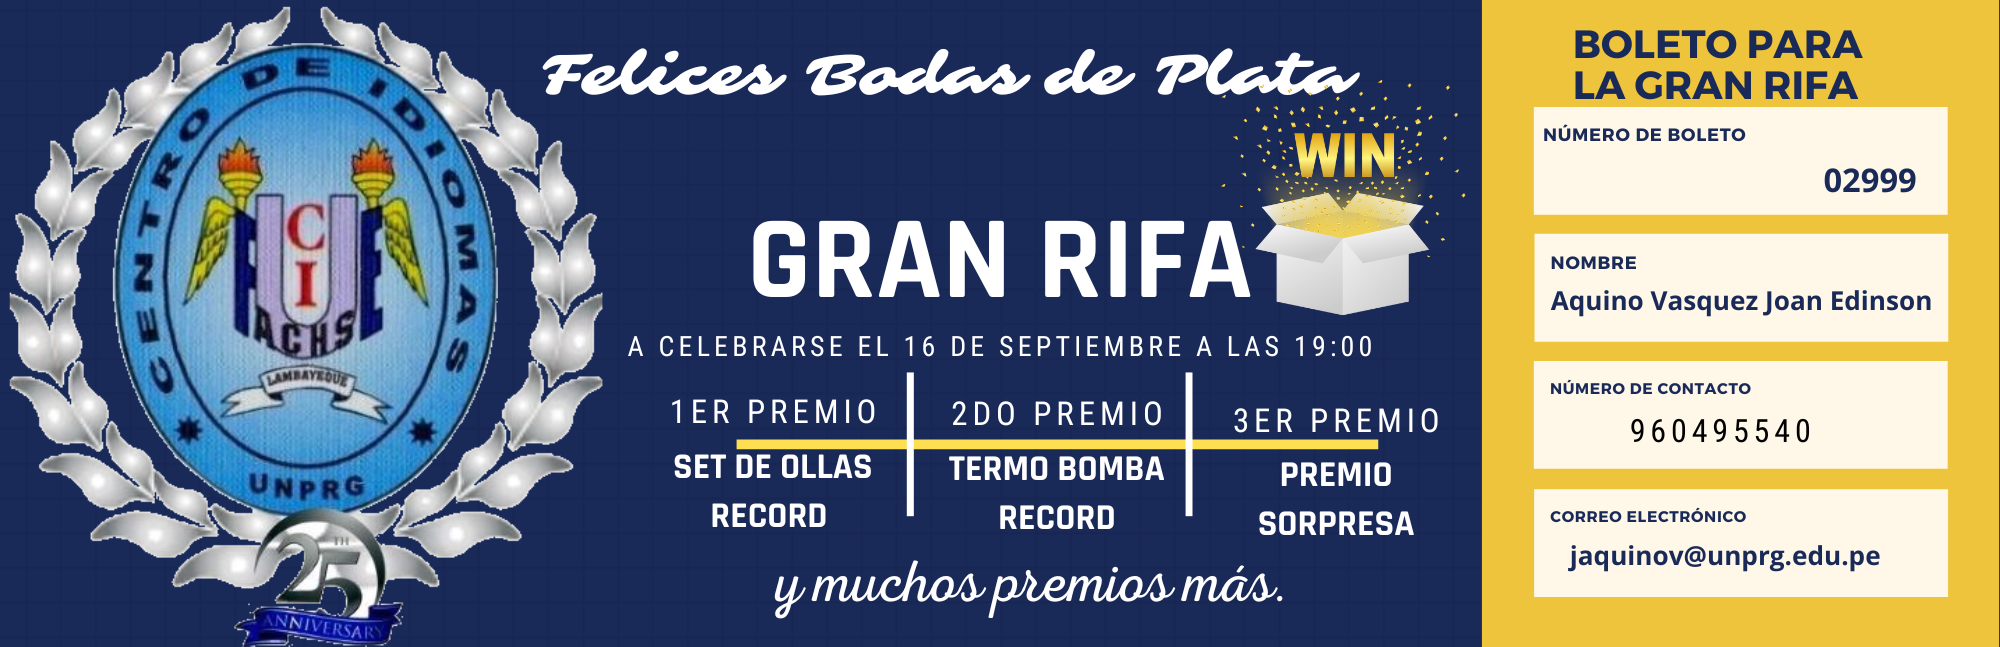 CENTRO DE IDIOMAS
C
I
FACHSE
LAMBAYEQUE
UNPRG
25TH
ANNIVERSARY
Felices Bodas de Plata
WIN
GRAN RIFA
A CELEBRARSE EL 16 DE SEPTIEMBRE A LAS 19:00
1ER PREMIO
SET DE OLLAS
RECORD
2DO PREMIO
TERMO BOMBA
RECORD
3ER PREMIO
PREMIO
SORPRESA
y muchos premios más.
BOLETO PARA
LA GRAN RIFA
NÚMERO DE BOLETO
02999
NOMBRE
Aquino Vasquez Joan Edinson
NÚMERO DE CONTACTO
960495540
CORREO ELECTRÓNICO
jaquinov@unprg.edu.pe